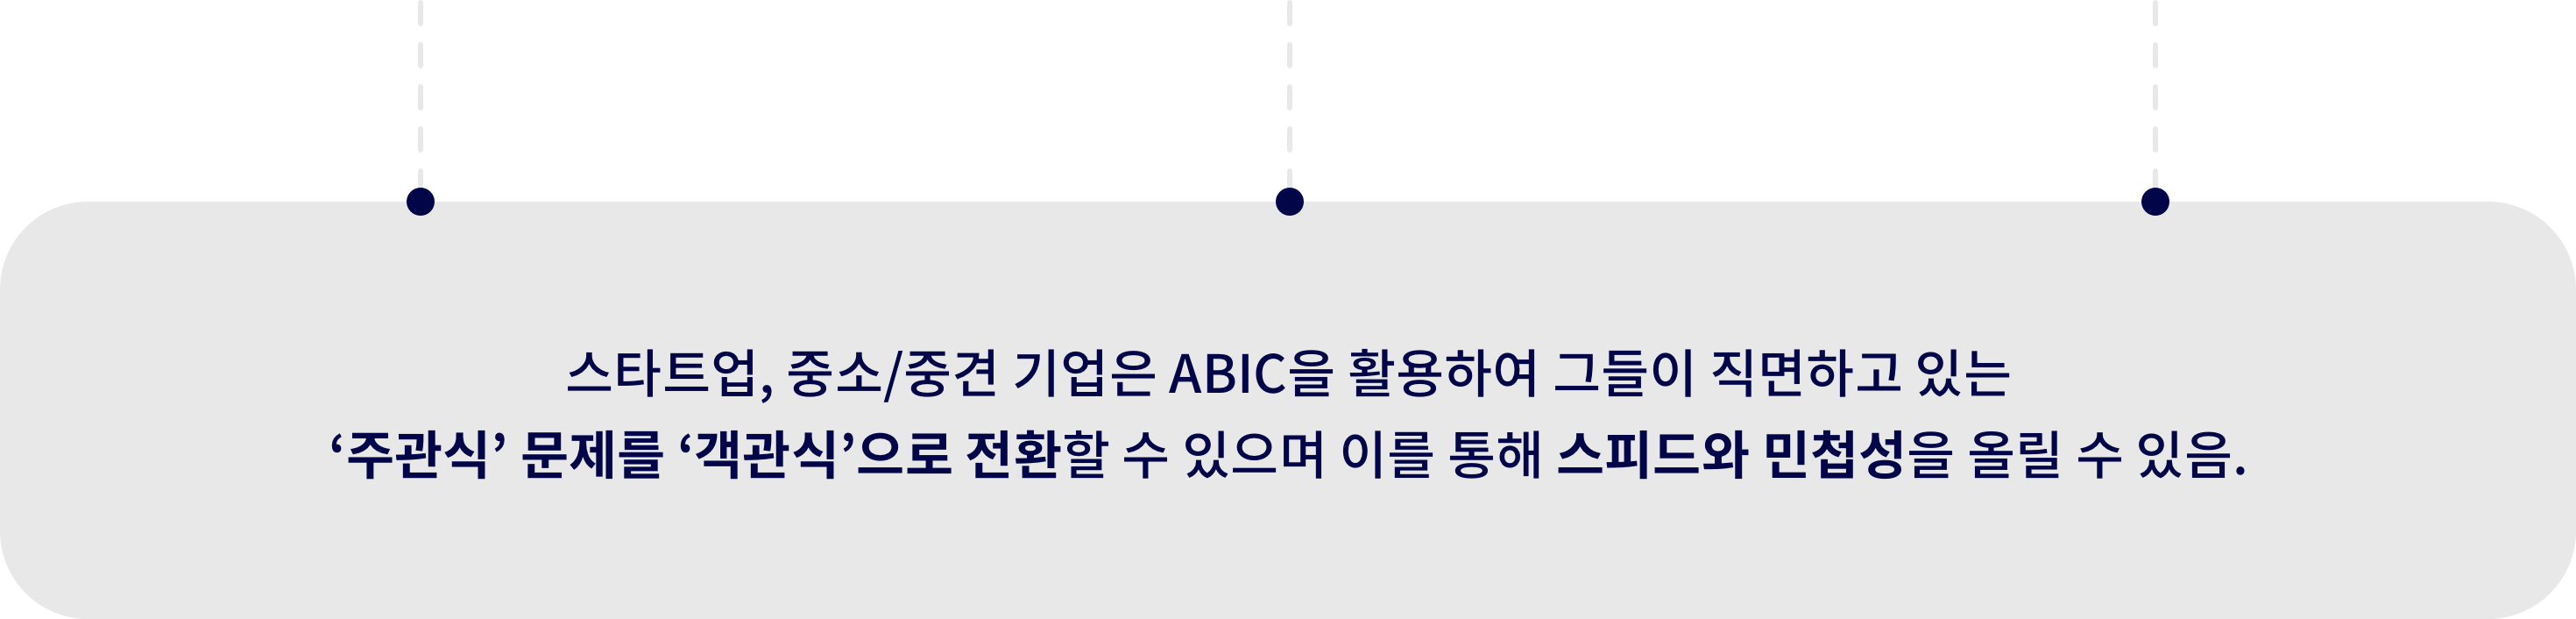 스타트업, 중소/중견 기업은 ABIC을 활용하여 그들이 직면하고 있는
‘주관식’ 문제를 ‘객관식’으로 전환할 수 있으며 이를 통해 스피드와 민첩성을 올릴 수 있음.